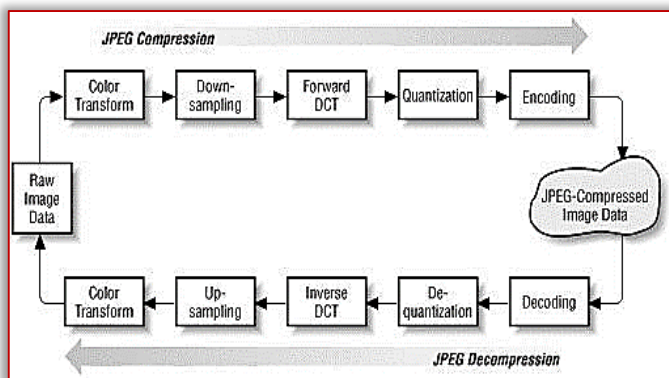 JPEG Compression
Color
Transform
Down-
sampling
Forward
DCT
Quantization
Encoding
Raw
Image
Data
JPEG-Compressed
Image Data
Color
Transform
Up-
sampling
Inverse
DCT
De-
quantization
Decoding
JPEG Decompression